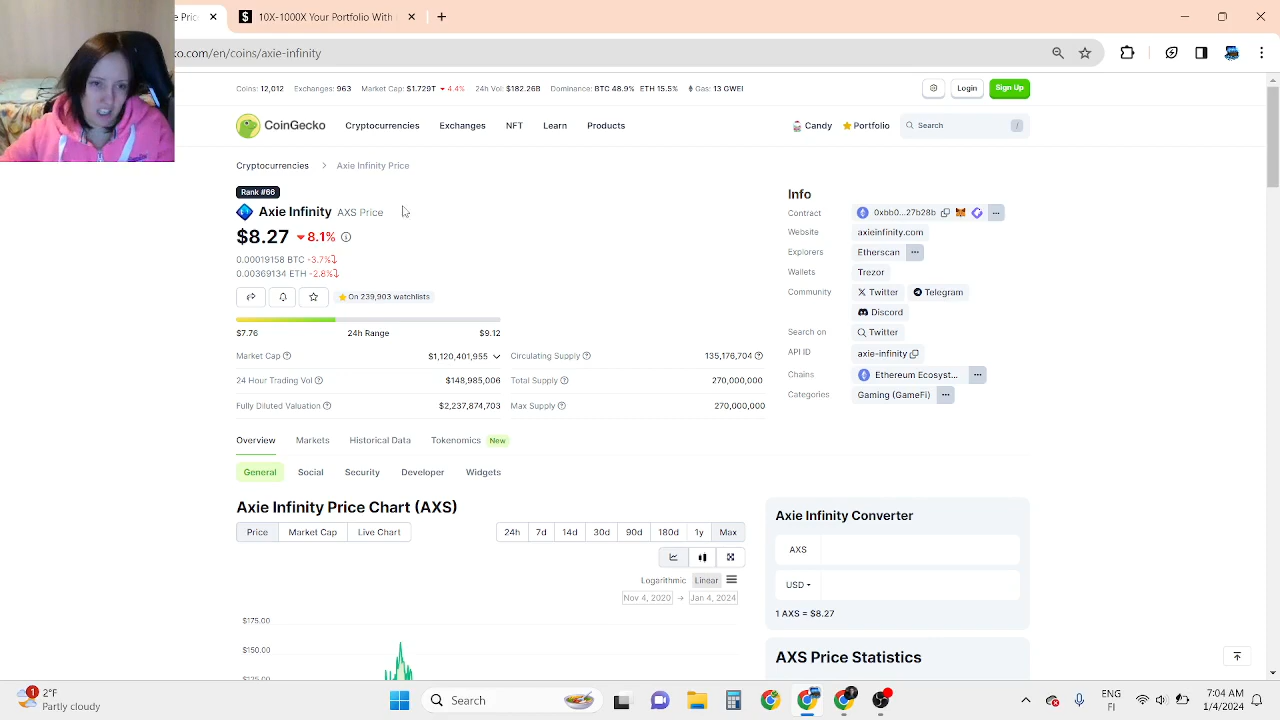 e Price
10X-100X Your Portfolio With
ko.com/en/coins/axie-infinity
Coins: 12,012
963 Market Cap: $1.729T 4.4% 24h Vol: $182.26B Dominance: BTC 48.9% ETH 15.5% Gas: 13 GWEI
Login Sign Up
CoinGecko Cryptocurrencies Exchanges NFT Learn Products
Candy Portfolio Search /
Cryptocurrencies Axie Infinity Price
Rank #66
Axie Infinity AXS Price
$8.27 8.1%
0.00019158 BTC -3.7%
0.00369134 ETH -2.8%
On 239,903 watchlists
$7.76 24h Range $9.12
Market Cap $1,120,401,955 Circulating Supply 135,176,704
24 Hour Trading Vol $148,985,006 Total Supply 270,000,000
Fully Diluted Valuation $2,237,874,703 Max Supply 270,000,000
Info
Contract 0xbb0...27b28b ...
Website axieinfinity.com
Explorers Etherscan ...
Wallets Trezor
Community Twitter Telegram
Discord
Search on Twitter
API ID axie-infinity
Chains Ethereum Ecosyst... ...
Categories Gaming (GameFi) ...
Overview Markets Historical Data Tokenomics New
General Social Security Developer Widgets
Axie Infinity Price Chart (AXS)
Price Market Cap Live Chart 24h 7d 14d 30d 90d 180d 1y Max
Logarithmic Linear
Nov 4, 2020 → Jan 4, 2024
$175.00
$150.00
Axie Infinity Converter
AXS
USD
1 AXS = $8.27
AXS Price Statistics
1 2°F
Partly cloudy
Search
ENG
FI
7:04 AM
1/4/2024